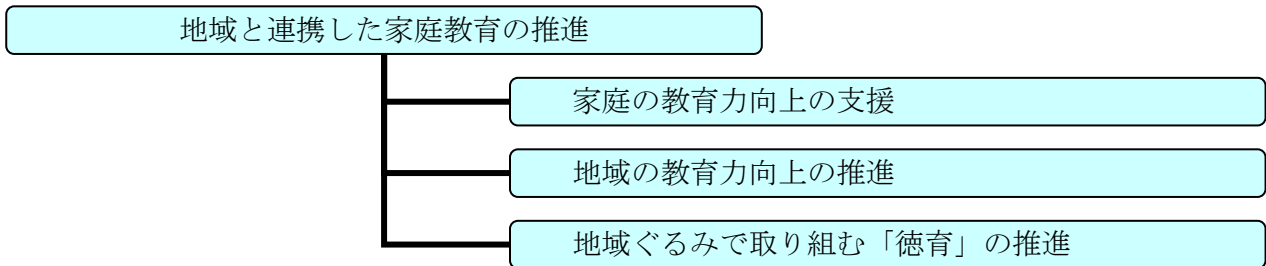 地域と連携した家庭教育の推進
家庭の教育力向上の支援
地域の教育力向上の推進
地域ぐるみで取り組む「徳育」の推進